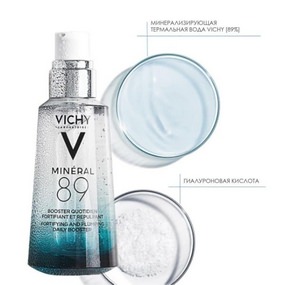 МИНЕРАЛИЗИРУЮЩАЯ
ТЕРМАЛЬНАЯ ВОДА VICHY (89%)
VICHY
LABORATOIRES
MINÉRAL
89
BOOSTER QUOTIDIEN
FORTIFIANT ET REPULPANT
FORTIFYING AND PLUMPING
DAILY BOOSTER
ГИАЛУРОНОВАЯ КИСЛОТА